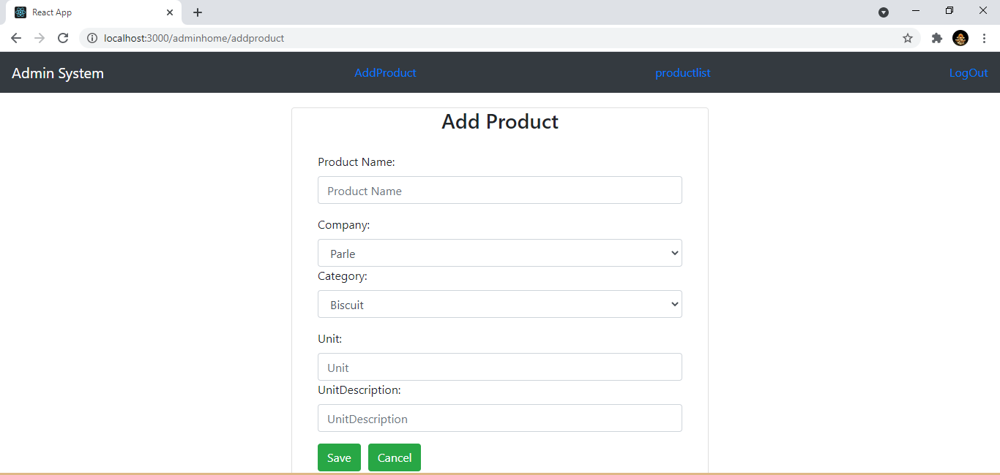 React App
localhost:3000/adminhome/addproduct
Admin System AddProduct productlist LogOut
Add Product
Product Name:
Product Name
Company:
Parle
Category:
Biscuit
Unit:
Unit
UnitDescription:
UnitDescription
Save Cancel